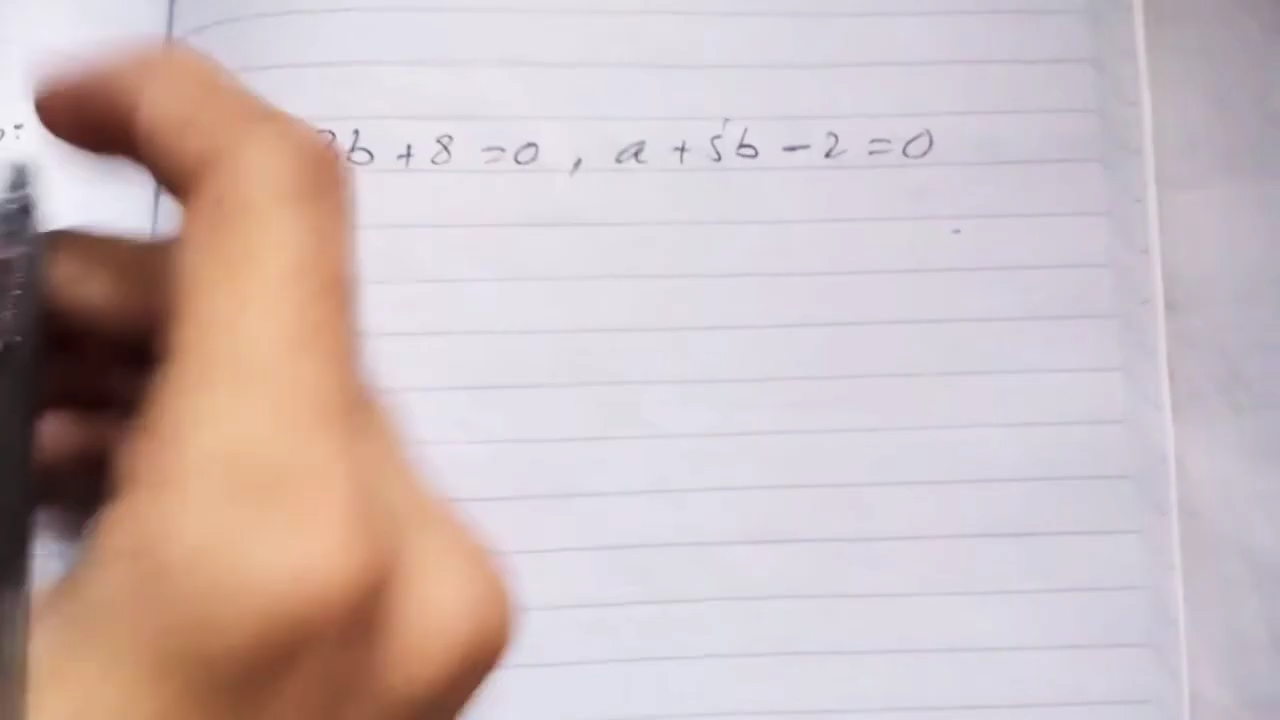 b + 8 = 0 , a + 5b - 2 = 0